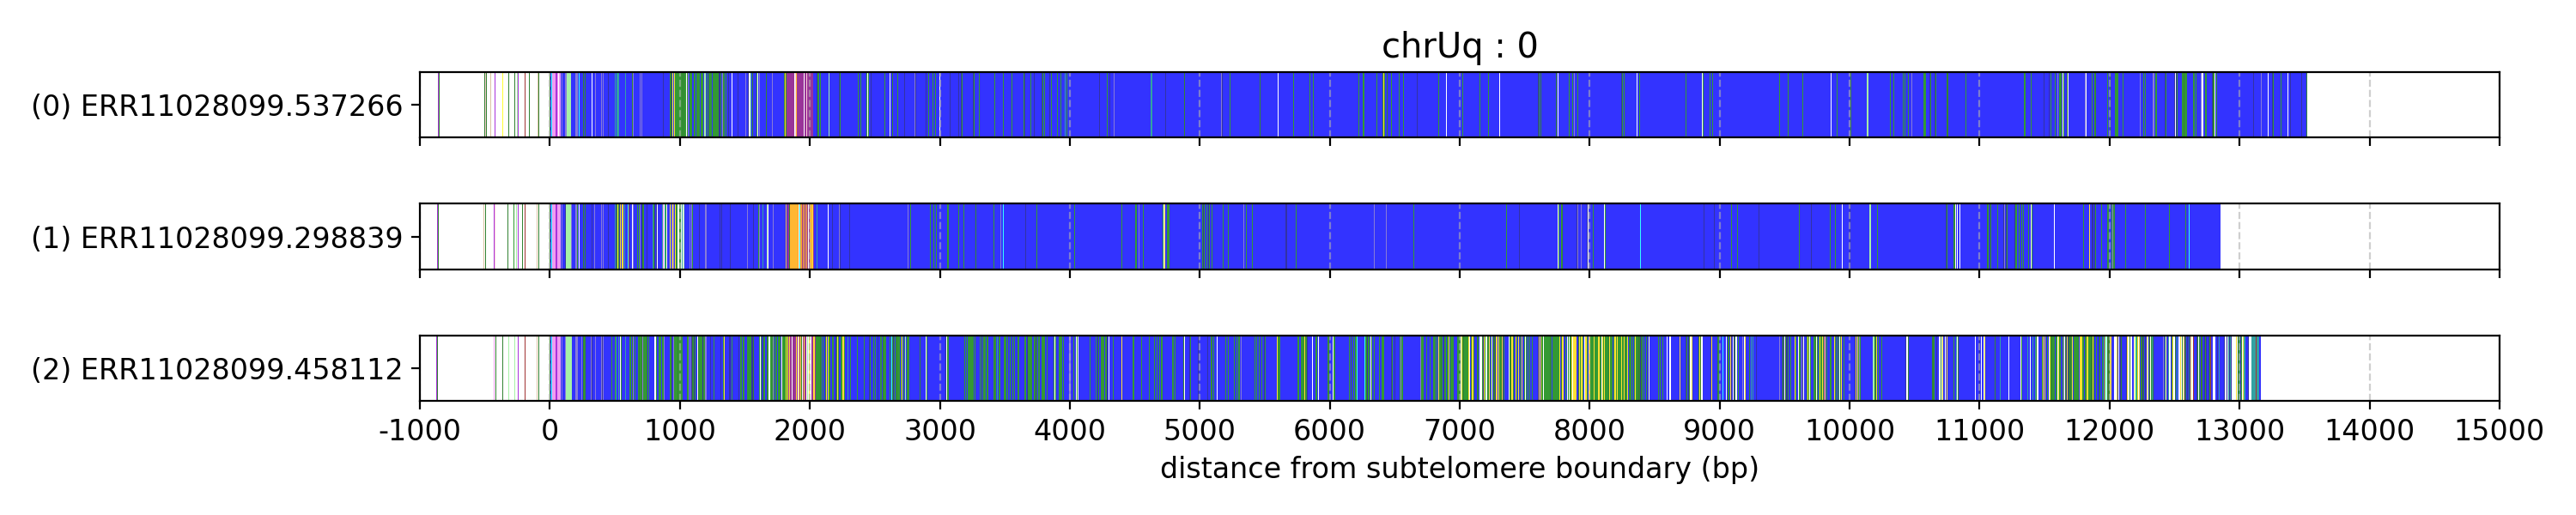 chrUq : 0
(0) ERR11028099.537266
(1) ERR11028099.298839
(2) ERR11028099.458112
-1000 0 1000 2000 3000 4000 5000 6000 7000 8000 9000 10000 11000 12000 13000 14000 15000
distance from subtelomere boundary (bp)